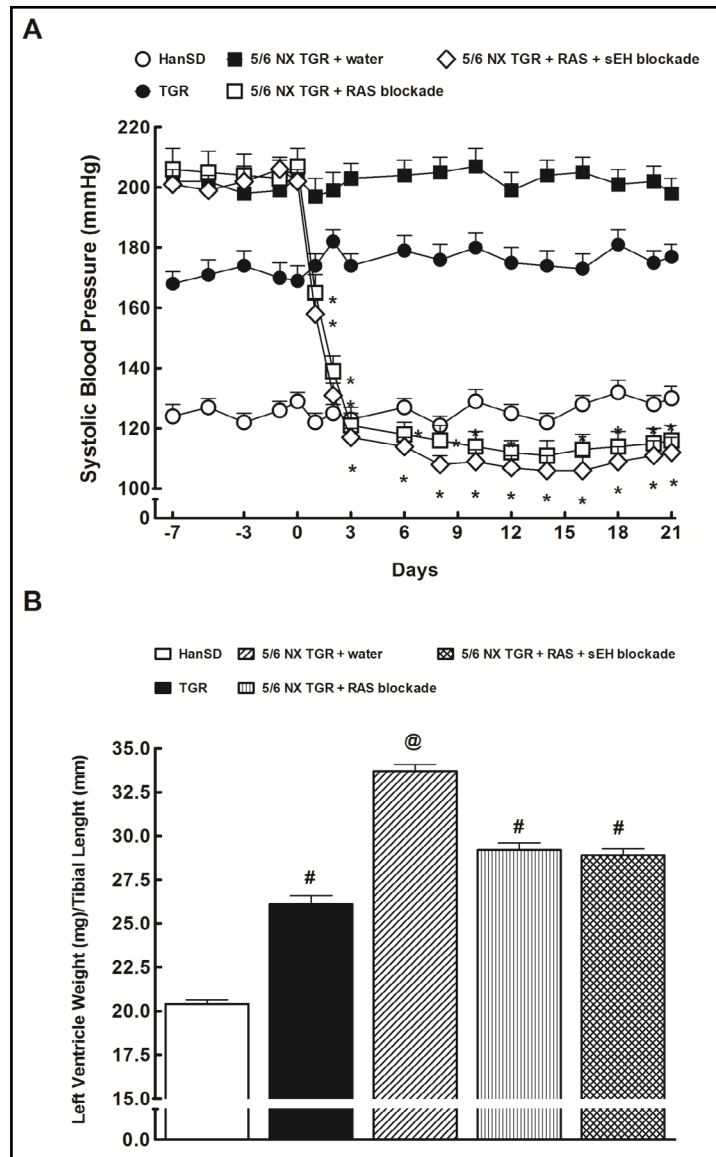 A
HanSD 5/6 NX TGR + water 5/6 NX TGR + RAS + sEH blockade
TGR 5/6 NX TGR + RAS blockade
220
200
180
160
140
120
100
0
Systolic Blood Pressure (mmHg)
* * * * * * * * * * * * * * * * * * * * *
-7 -3 0 3 6 9 12 15 18 21
Days
B
HanSD 5/6 NX TGR + water 5/6 NX TGR + RAS + sEH blockade
TGR 5/6 NX TGR + RAS blockade
35.0
32.5
30.0
27.5
25.0
22.5
20.0
17.5
15.0
0.0
Left Ventricle Weight (mg)/Tibial Lenght (mm)
# @ # #